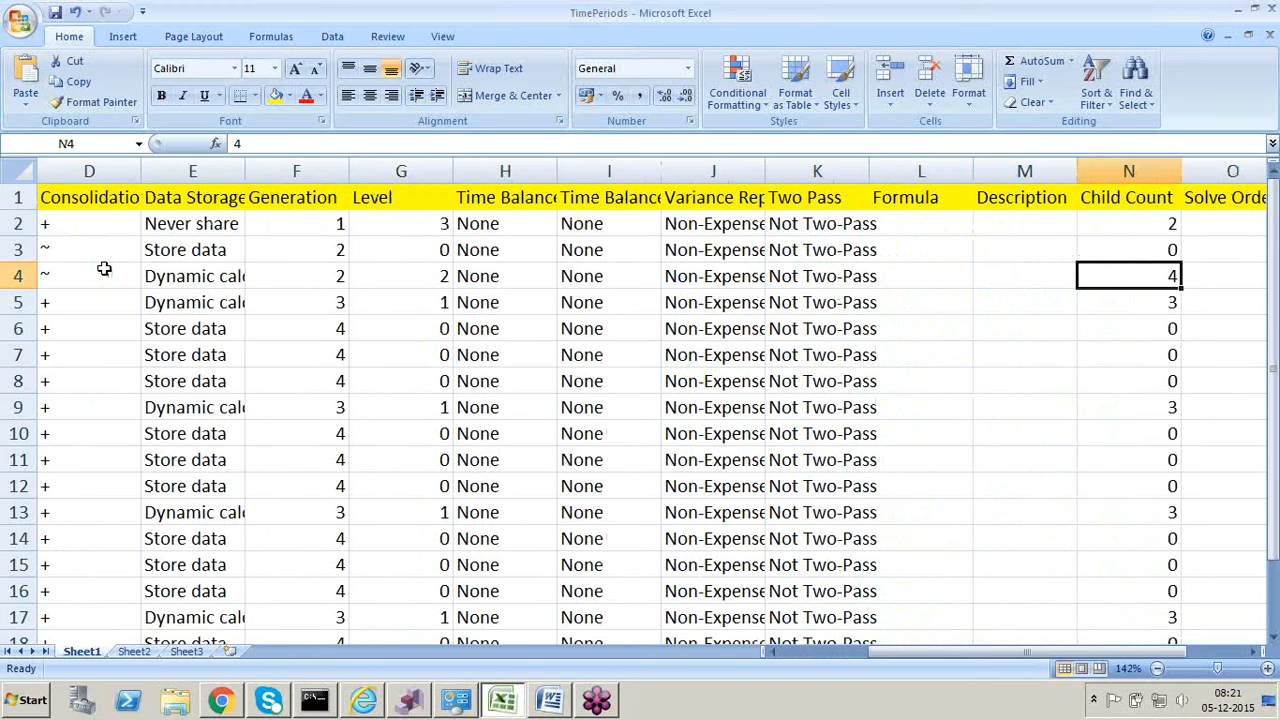 TimePeriods - Microsoft Excel
Home Insert Page Layout Formulas Data Review View
Paste Cut Copy Format Painter Clipboard
Calibri 11 B I U A A A Font
Wrap Text Merge & Center Alignment
General % , Number
Conditional Formatting Format as Table Cell Styles Styles
Insert Delete Format Cells
Σ AutoSum Fill Clear Sort & Filter Find & Select Editing
N4 fx 4
D E F G H I J K L M N O
1 Consolidatio Data Storage Generation Level Time Balance Time Balance Variance Rep Two Pass Formula Description Child Count Solve Orde
2 + Never share 1 3 None None Non-Expense Not Two-Pass 2
3 ~ Store data 2 0 None None Non-Expense Not Two-Pass 0
4 ~ Dynamic calc 2 2 None None Non-Expense Not Two-Pass 4
5 + Dynamic calc 3 1 None None Non-Expense Not Two-Pass 3
6 + Store data 4 0 None None Non-Expense Not Two-Pass 0
7 + Store data 4 0 None None Non-Expense Not Two-Pass 0
8 + Store data 4 0 None None Non-Expense Not Two-Pass 0
9 + Dynamic calc 3 1 None None Non-Expense Not Two-Pass 3
10 + Store data 4 0 None None Non-Expense Not Two-Pass 0
11 + Store data 4 0 None None Non-Expense Not Two-Pass 0
12 + Store data 4 0 None None Non-Expense Not Two-Pass 0
13 + Dynamic calc 3 1 None None Non-Expense Not Two-Pass 3
14 + Store data 4 0 None None Non-Expense Not Two-Pass 0
15 + Store data 4 0 None None Non-Expense Not Two-Pass 0
16 + Store data 4 0 None None Non-Expense Not Two-Pass 0
17 + Dynamic calc 3 1 None None Non-Expense Not Two-Pass 3
18 + Store data 4 0 None None Non-Expense Not Two-Pass 0
Sheet1 Sheet2 Sheet3
Ready 142%
Start 08:21
05-12-2015